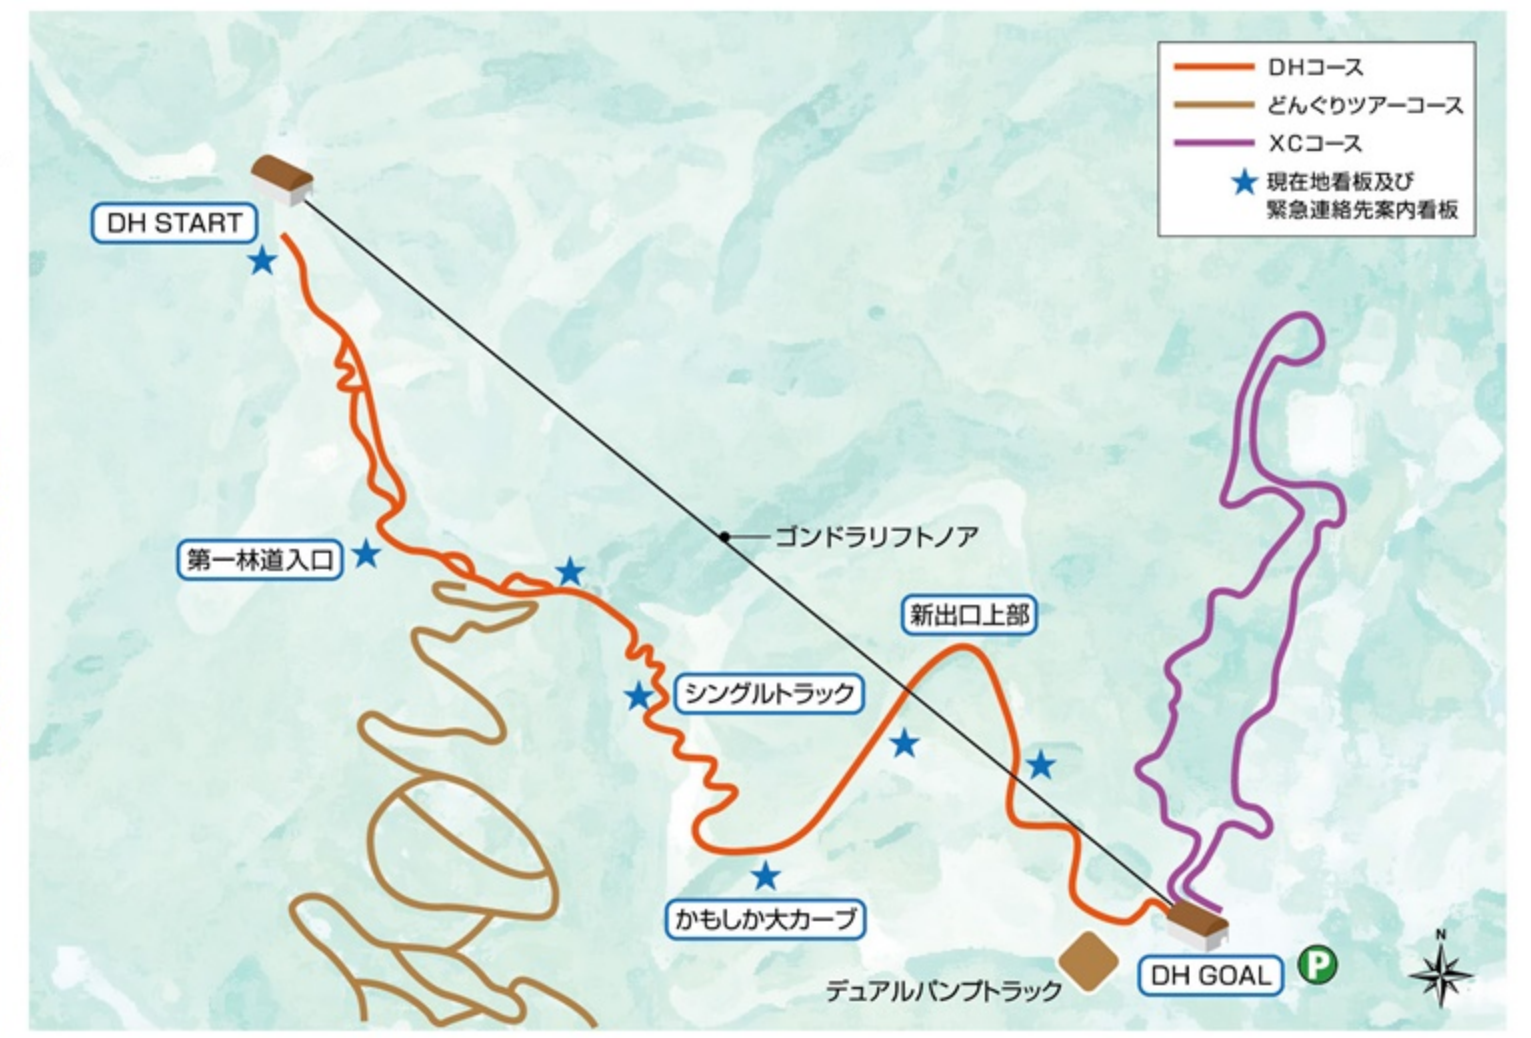 DHコース
どんぐりツアーコース
XCコース
現在地看板及び
緊急連絡先案内看板
DH START
ゴンドラリフトノア
第一林道入口
新出口上部
シングルトラック
かもしか大カーブ
N
DH GOAL
P
デュアルパンプトラック